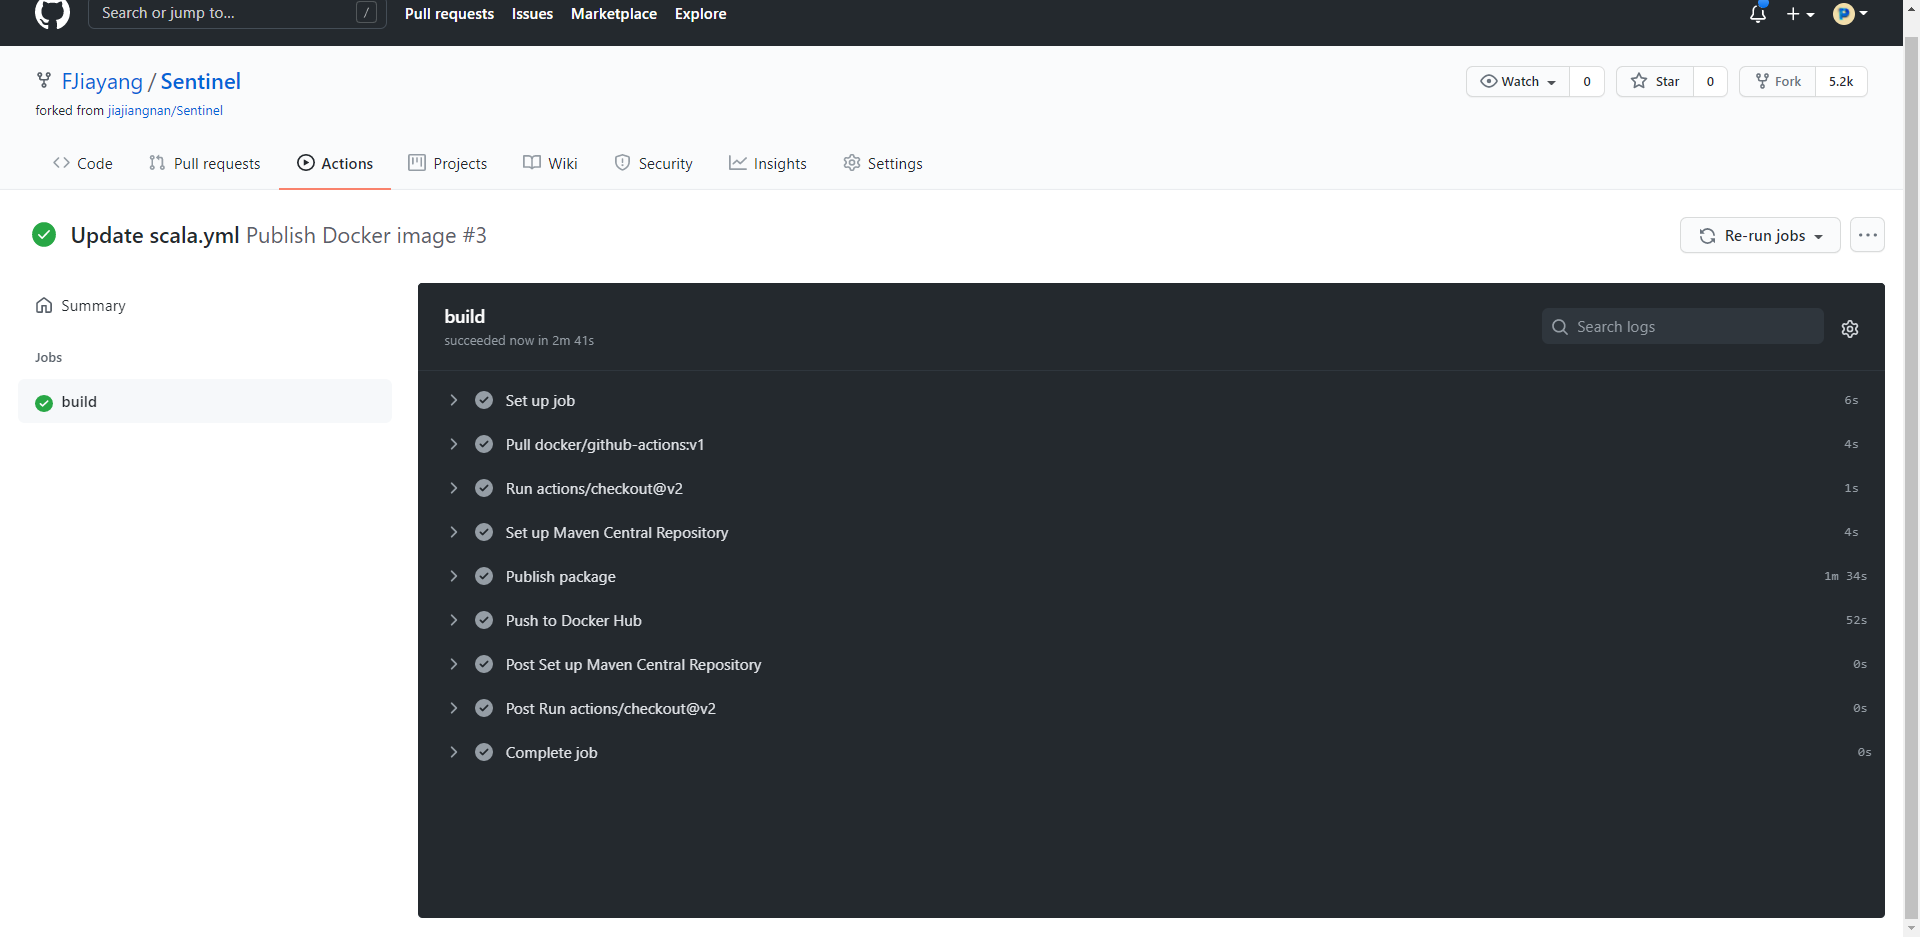 Search or jump to... / Pull requests Issues Marketplace Explore
FJiayang / Sentinel
Watch 0 Star 0 Fork 5.2k
forked from jiajiangnan/Sentinel
Code Pull requests Actions Projects Wiki Security Insights Settings
Update scala.yml Publish Docker image #3
Re-run jobs
Summary
Jobs
build
build
succeeded now in 2m 41s
Search logs
Set up job 6s
Pull docker/github-actions:v1 4s
Run actions/checkout@v2 1s
Set up Maven Central Repository 4s
Publish package 1m 34s
Push to Docker Hub 52s
Post Set up Maven Central Repository 0s
Post Run actions/checkout@v2 0s
Complete job 0s